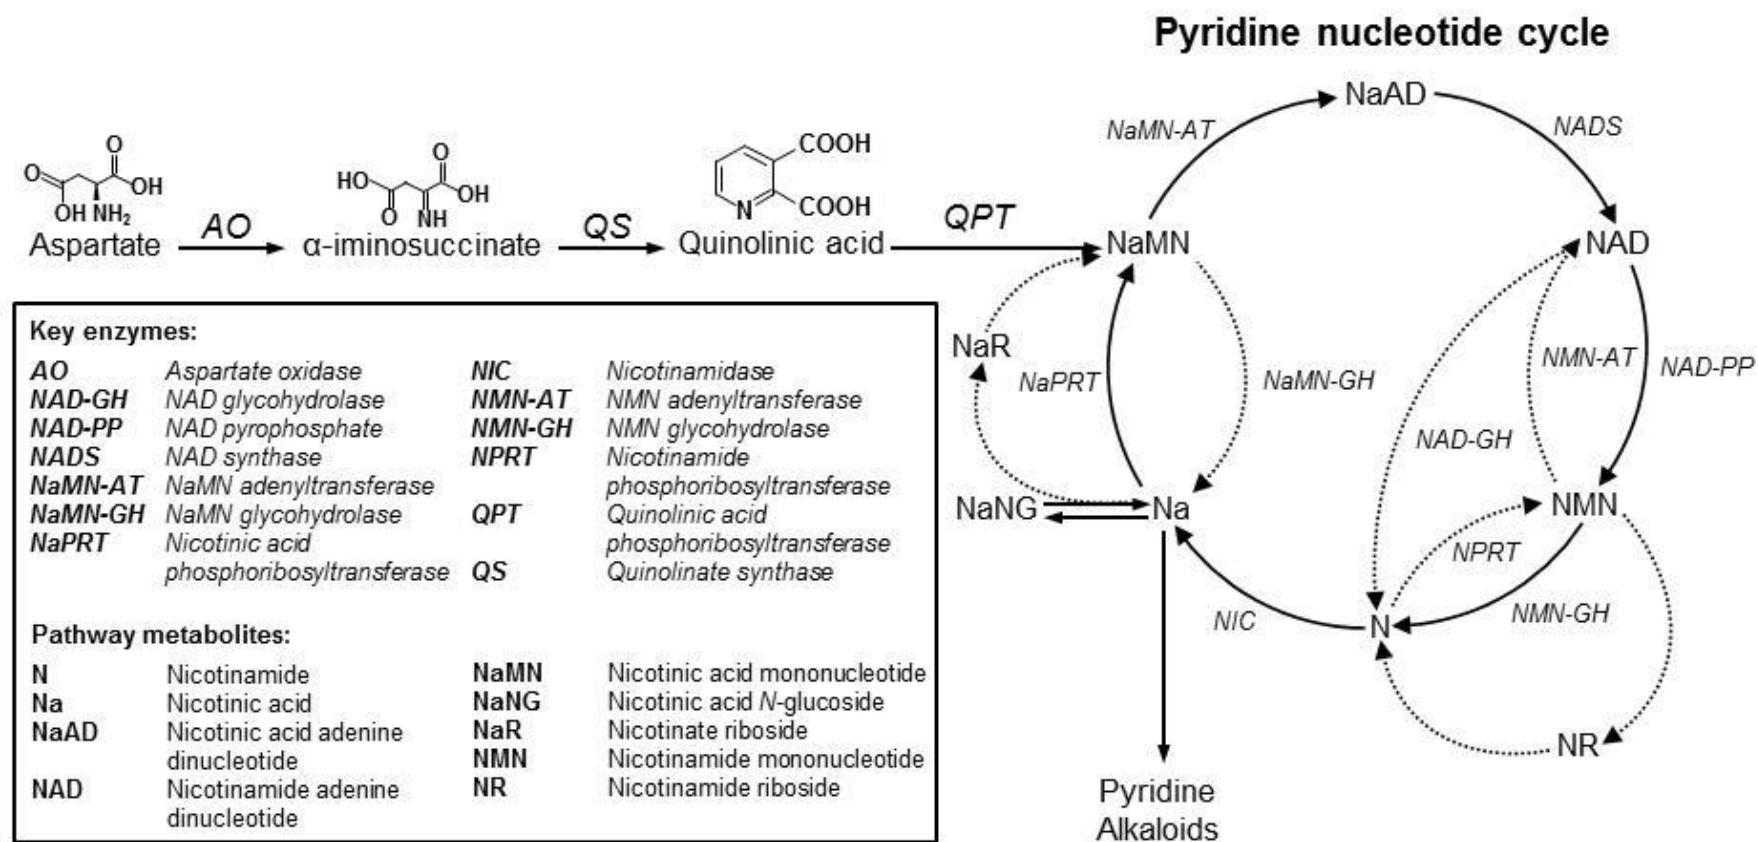 Pyridine nucleotide cycle
NaAD
NaMN-AT
NADS
O
O
OH
O
OH NH₂
HO
O
OH
O
NH
COOH
COOH
N
Aspartate
AO
α-iminosuccinate
QS
Quinolinic acid
QPT
NaMN
NAD
NaR
NaPRT
NaMN-GH
NMN-AT
NAD-PP
NAD-GH
NaNG
Na
NMN
NPRT
NIC
N
NMN-GH
NR
Pyridine
Alkaloids
Key enzymes:
AO Aspartate oxidase NIC Nicotinamidase
NAD-GH NAD glycohydrolase NMN-AT NMN adenyltransferase
NAD-PP NAD pyrophosphate NMN-GH NMN glycohydrolase
NADS NAD synthase NPRT Nicotinamide
NaMN-AT NaMN adenyltransferase phosphoribosyltransferase
NaMN-GH NaMN glycohydrolase QPT Quinolinic acid
NaPRT Nicotinic acid phosphoribosyltransferase
phosphoribosyltransferase QS Quinolinate synthase
Pathway metabolites:
N Nicotinamide NaMN Nicotinic acid mononucleotide
Na Nicotinic acid NaNG Nicotinic acid N-glucoside
NaAD Nicotinic acid adenine NaR Nicotinate riboside
dinucleotide NMN Nicotinamide mononucleotide
NAD Nicotinamide adenine NR Nicotinamide riboside
dinucleotide